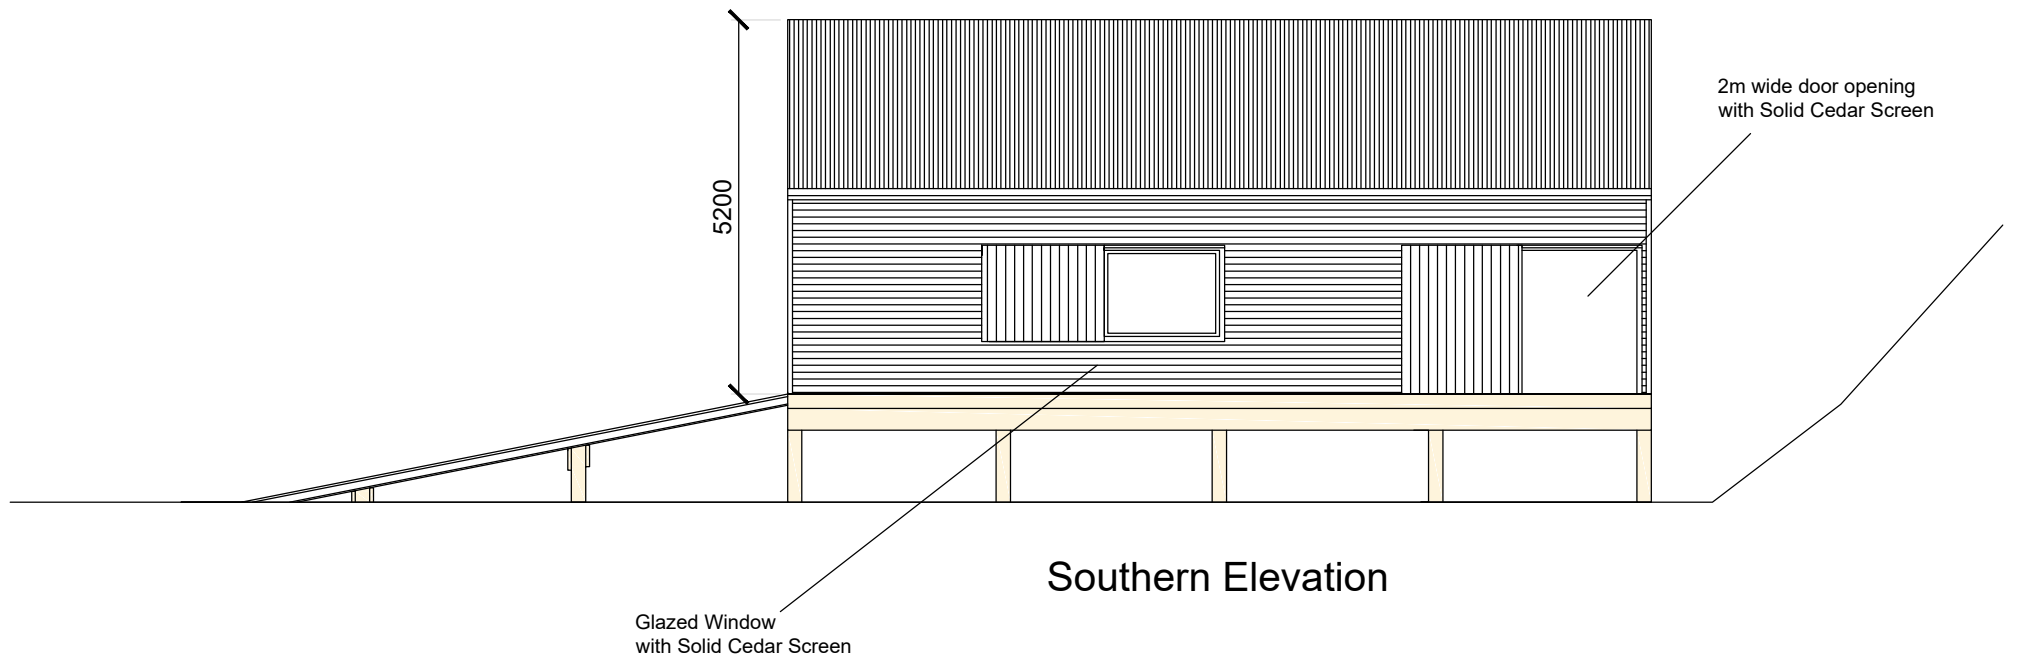 2m wide door opening
with Solid Cedar Screen
5200
Southern Elevation
Glazed Window
with Solid Cedar Screen